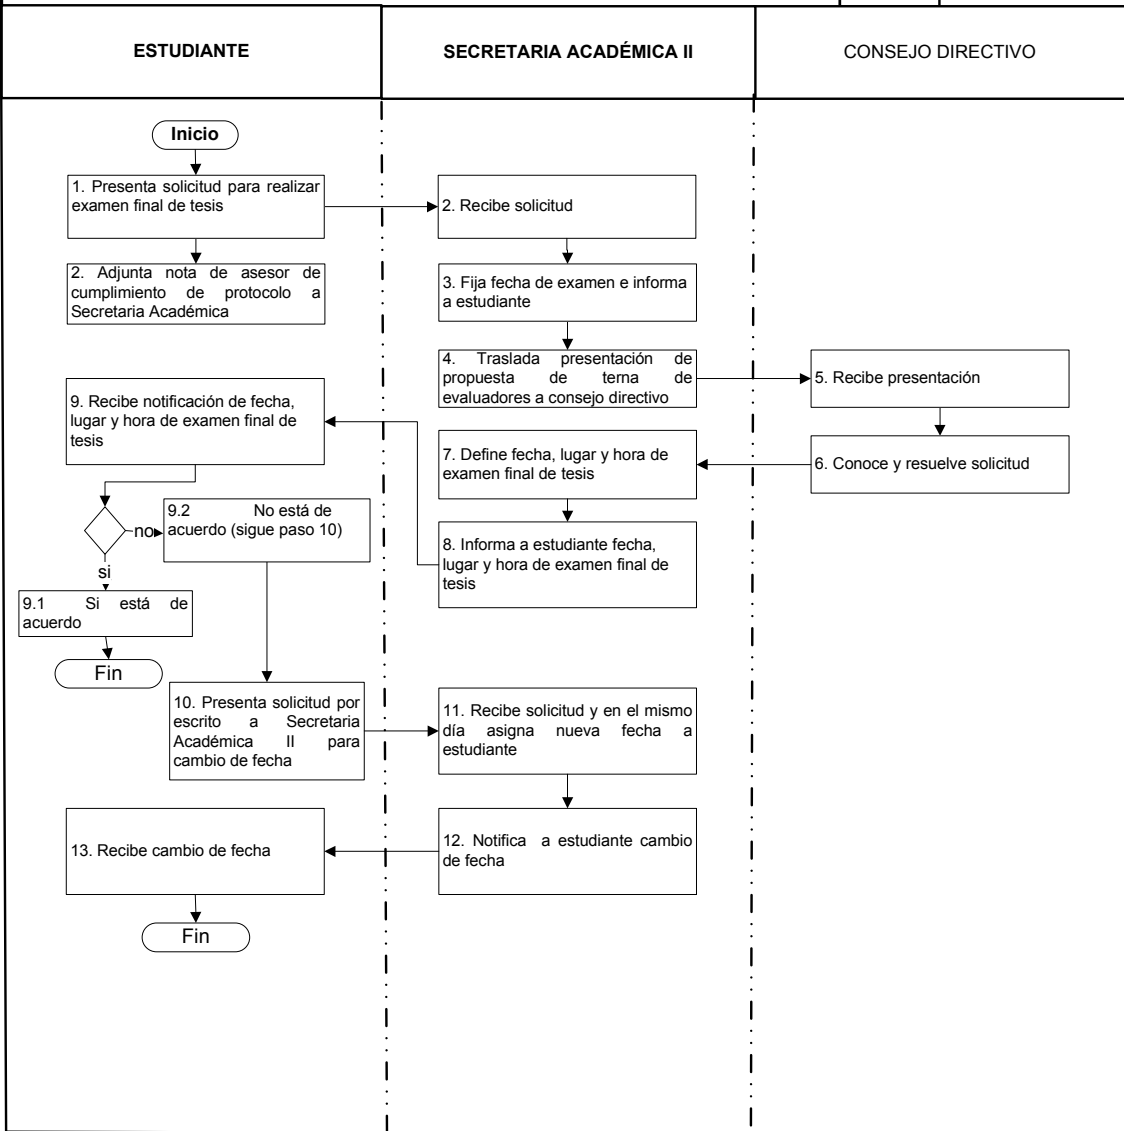 ESTUDIANTE
SECRETARIA ACADÉMICA II
CONSEJO DIRECTIVO
Inicio
1. Presenta solicitud para realizar
examen final de tesis
2. Recibe solicitud
2. Adjunta nota de asesor de
cumplimiento de protocolo a
Secretaria Académica
3. Fija fecha de examen e informa
a estudiante
4. Traslada presentación de
propuesta de terna de
evaluadores a consejo directivo
5. Recibe presentación
6. Conoce y resuelve solicitud
7. Define fecha, lugar y hora de
examen final de tesis
8. Informa a estudiante fecha,
lugar y hora de examen final de
tesis
9. Recibe notificación de fecha,
lugar y hora de examen final de
tesis
no
9.2 No está de
acuerdo (sigue paso 10)
si
9.1 Si está de
acuerdo
Fin
10. Presenta solicitud por
escrito a Secretaria
Académica II para
cambio de fecha
11. Recibe solicitud y en el mismo
día asigna nueva fecha a
estudiante
12. Notifica a estudiante cambio
de fecha
13. Recibe cambio de fecha
Fin